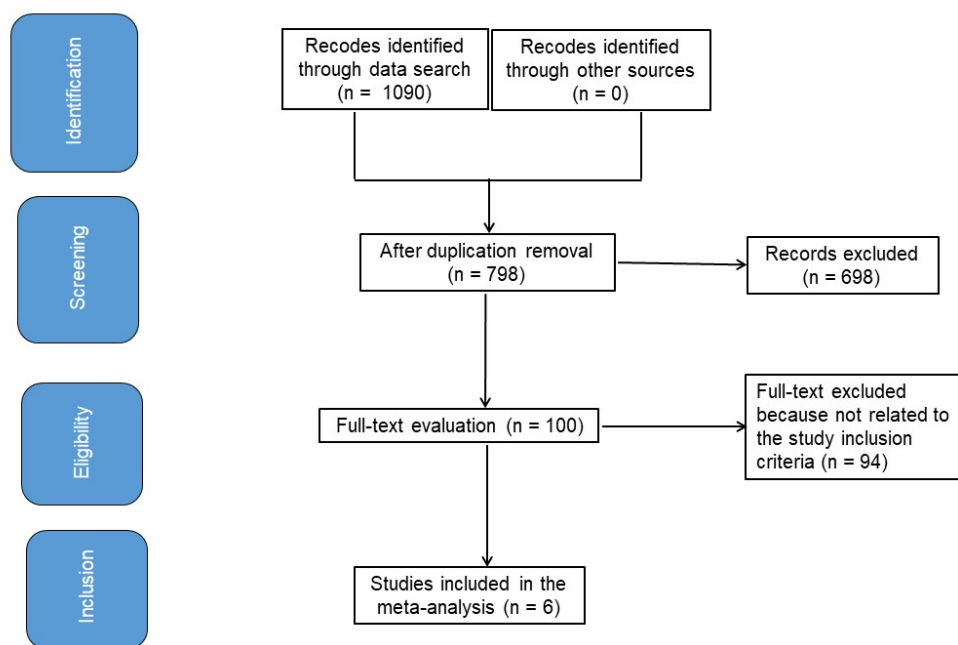 Identification
Recodes identified
through data search
(n =  1090)
Recodes identified
through other sources
(n = 0)
Screening
After duplication removal
(n = 798)
Records excluded
(n = 698)
Eligibility
Full-text evaluation (n = 100)
Full-text excluded
because not related to
the study inclusion
criteria (n = 94)
Inclusion
Studies included in the
meta-analysis (n = 6)